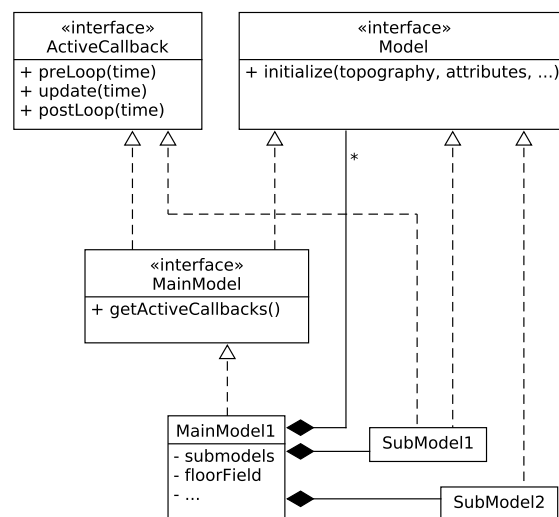 «interface»
ActiveCallback
+ preLoop(time)
+ update(time)
+ postLoop(time)
«interface»
Model
+ initialize(topography, attributes, ...)
*
«interface»
MainModel
+ getActiveCallbacks()
MainModel1
- submodels
- floorField
- ...
SubModel1
SubModel2